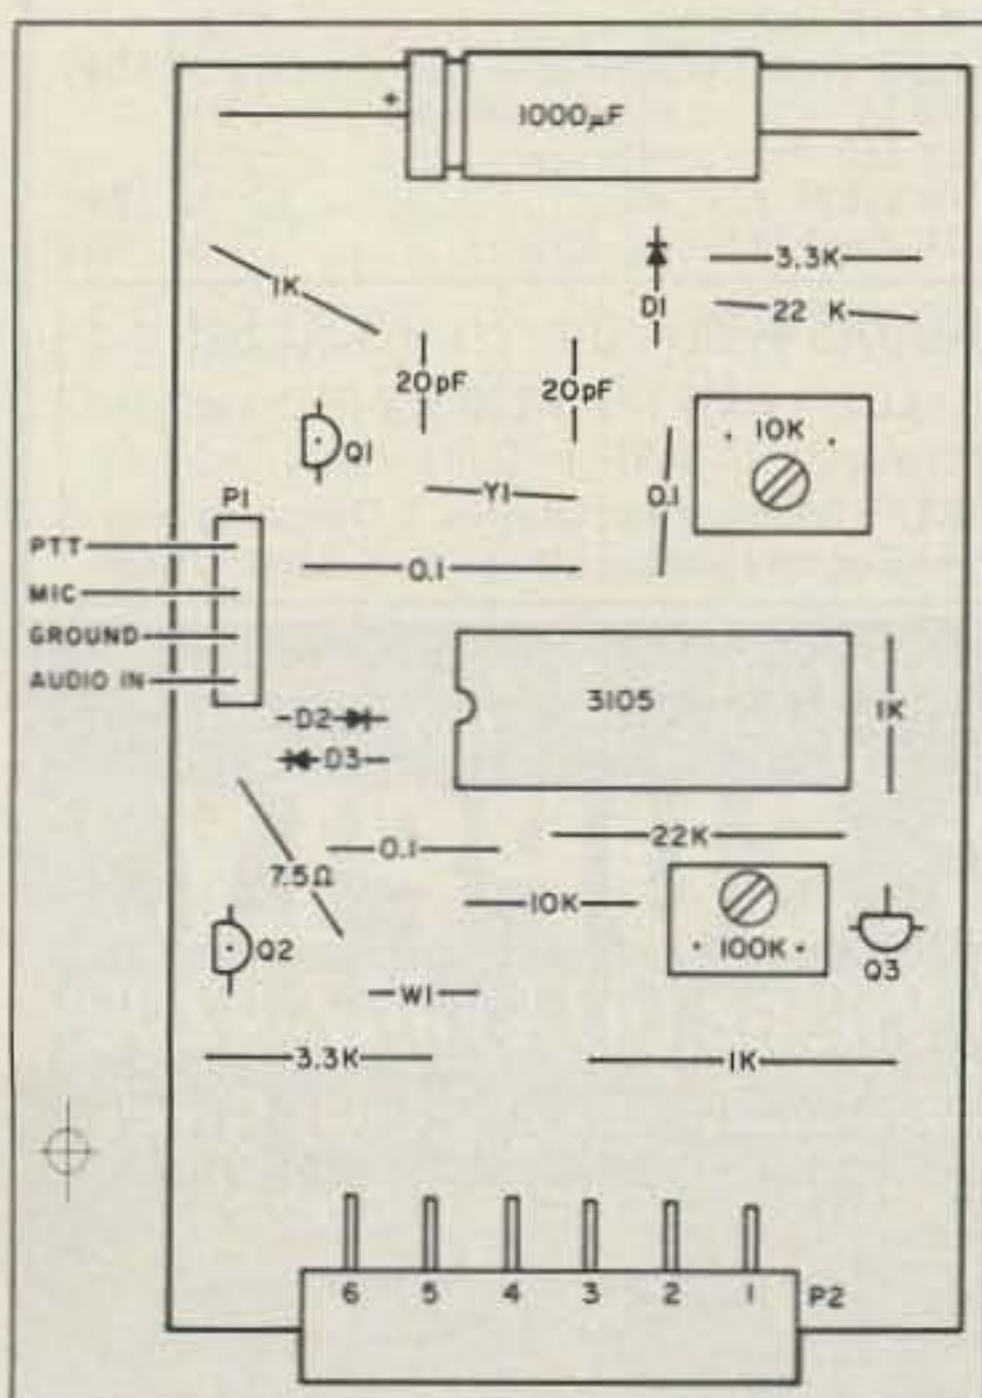 +
1000µF
3.3K
1K
D1
22 K
20pF
20pF
10K
Q1
Y1
0.1
P1
PTT
0.1
MIC
GROUND
AUDIO IN
3105
1K
D2
D3
22K
0.1
7.5Ω
10K
Q2
100K
Q3
W1
3.3K
1K
6 5 4 3 2 1 P2